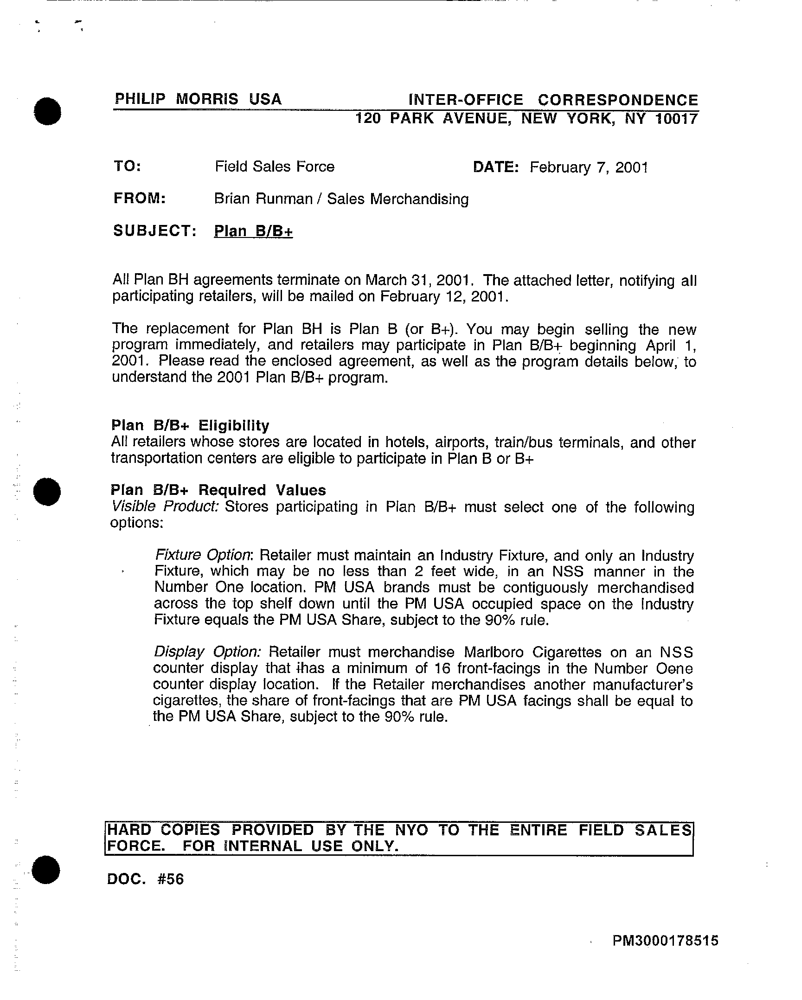 PHILIP MORRIS USA INTER-OFFICE CORRESPONDENCE
120 PARK AVENUE, NEW YORK, NY 10017
TO: Field Sales Force DATE: February 7, 2001
FROM: Brian Runman / Sales Merchandising
SUBJECT: Plan B/B+
All Plan BH agreements terminate on March 31, 2001. The attached letter, notifying all
participating retailers, will be mailed on February 12, 2001.
The replacement for Plan BH is Plan B (or B+). You may begin selling the new
program immediately, and retailers may participate in Plan B/B+ beginning April 1,
2001. Please read the enclosed agreement, as well as the program details below, to
understand the 2001 Plan B/B+ program.
Plan B/B+ Eligibility
All retailers whose stores are located in hotels, airports, train/bus terminals, and other
transportation centers are eligible to participate in Plan B or B+
Plan B/B+ Required Values
Visible Product: Stores participating in Plan B/B+ must select one of the following
options:
Fixture Option: Retailer must maintain an Industry Fixture, and only an Industry
Fixture, which may be no less than 2 feet wide, in an NSS manner in the
Number One location. PM USA brands must be contiguously merchandised
across the top shelf down until the PM USA occupied space on the Industry
Fixture equals the PM USA Share, subject to the 90% rule.
Display Option: Retailer must merchandise Marlboro Cigarettes on an NSS
counter display that ihas a minimum of 16 front-facings in the Number Oene
counter display location. If the Retailer merchandises another manufacturer's
cigarettes, the share of front-facings that are PM USA facings shall be equal to
the PM USA Share, subject to the 90% rule.
HARD COPIES PROVIDED BY THE NYO TO THE ENTIRE FIELD SALES
FORCE. FOR INTERNAL USE ONLY.
DOC. #56
PM3000178515